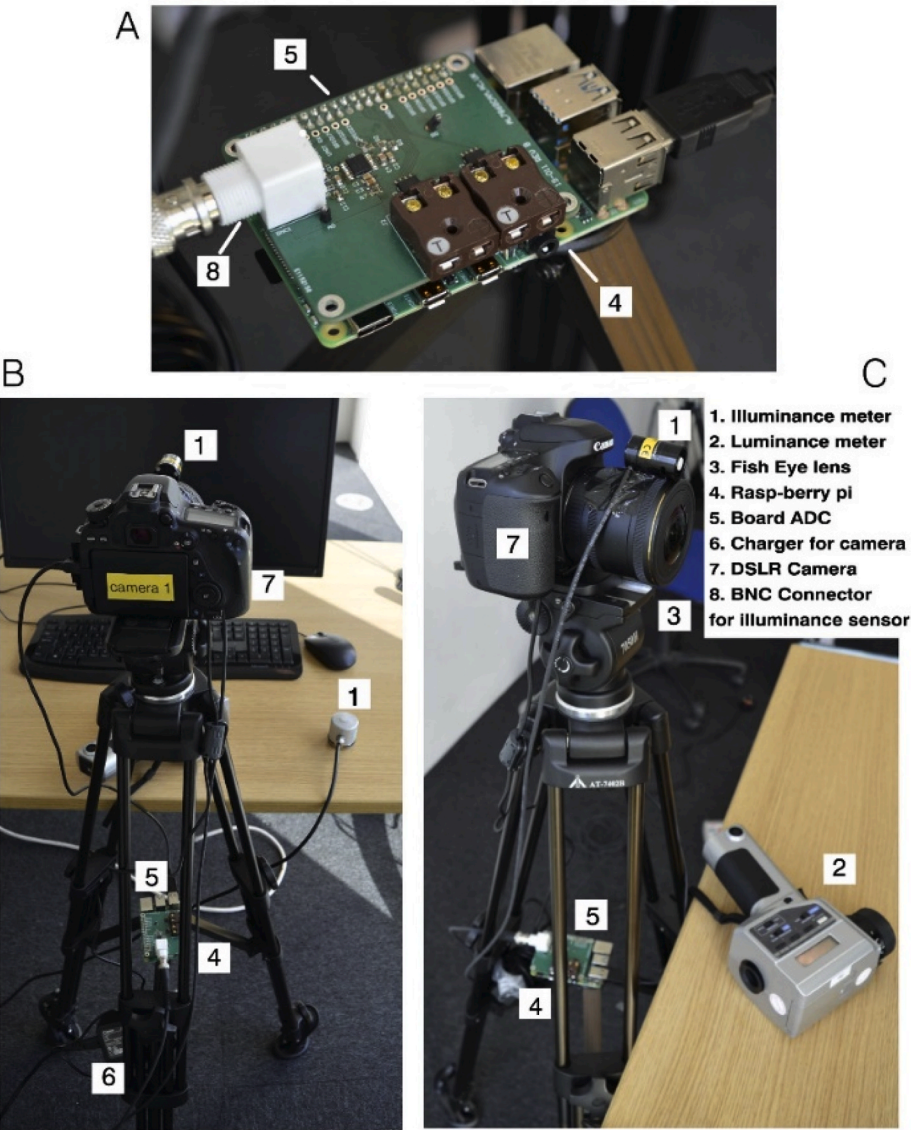 A
5
8
4
B
C
1
camera 1
7
1
5
4
6
1
Canon
7
3
AT-7402B
2
5
4
1. Illuminance meter
2. Luminance meter
3. Fish Eye lens
4. Rasp-berry pi
5. Board ADC
6. Charger for camera
7. DSLR Camera
8. BNC Connector
for illuminance sensor